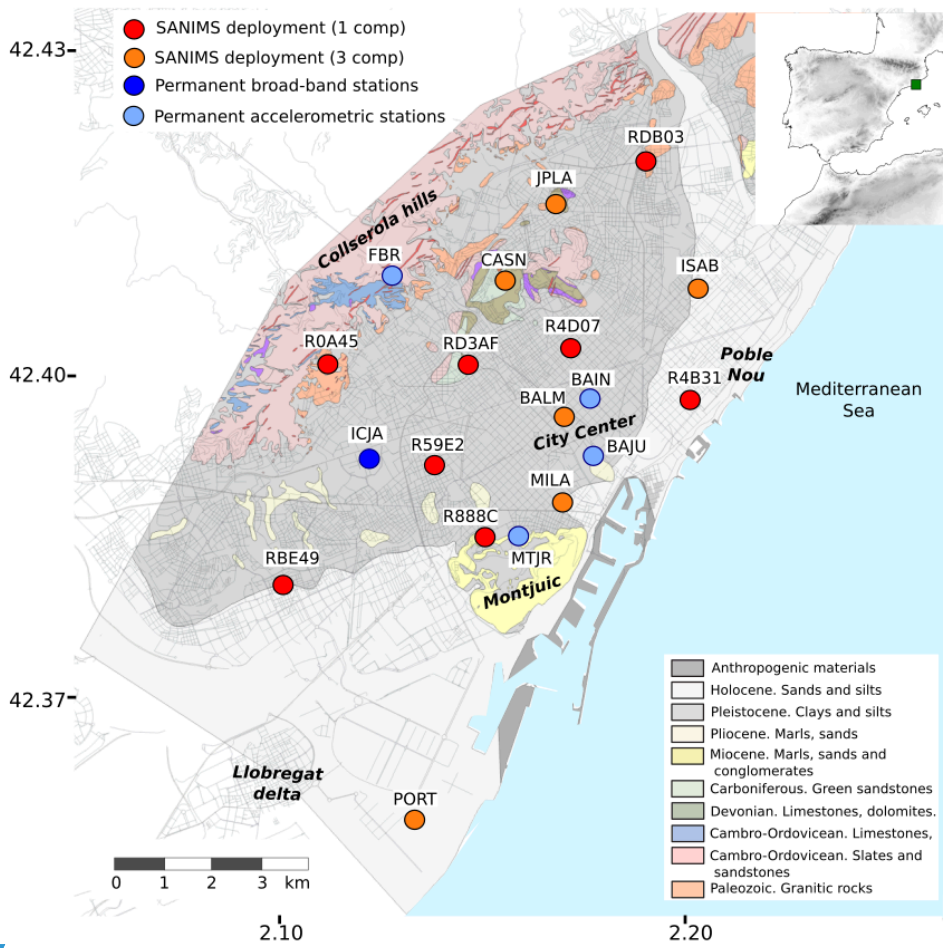 SANIMS deployment (1 comp)
SANIMS deployment (3 comp)
Permanent broad-band stations
Permanent accelerometric stations
42.43
42.40
42.37
RDB03
JPLA
Collserola hills
FBR
CASN
ISAB
R4D07
R0A45
RD3AF
Poble
Nou
BAIN
R4B31
BALM
Mediterranean
Sea
City Center
ICJA
R59E2
BAJU
MILA
R888C
MTJR
RBE49
Montjuic
Llobregat
delta
PORT
0 1 2 3 km
2.10
2.20
Anthropogenic materials
Holocene. Sands and silts
Pleistocene. Clays and silts
Pliocene. Marls, sands
Miocene. Marls, sands and
conglomerates
Carboniferous. Green sandstones
Devonian. Limestones, dolomites.
Cambro-Ordovicean. Limestones,
Cambro-Ordovicean. Slates and
sandstones
Paleozoic. Granitic rocks